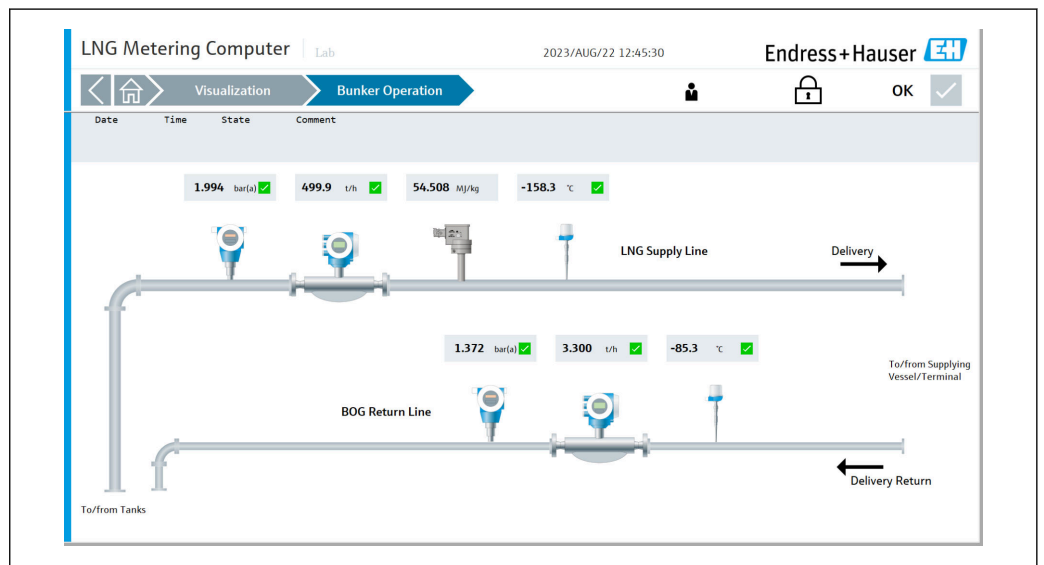 LNG Metering Computer Lab 2023/AUG/22 12:45:30 Endress+Hauser EH
Visualization Bunker Operation OK
Date Time State Comment
1.994 bar(a) 499.9 t/h 54.508 MJ/kg -158.3 °C
LNG Supply Line Delivery
1.372 bar(a) 3.300 t/h -85.3 °C
To/from Supplying
Vessel/Terminal
BOG Return Line
Delivery Return
To/from Tanks